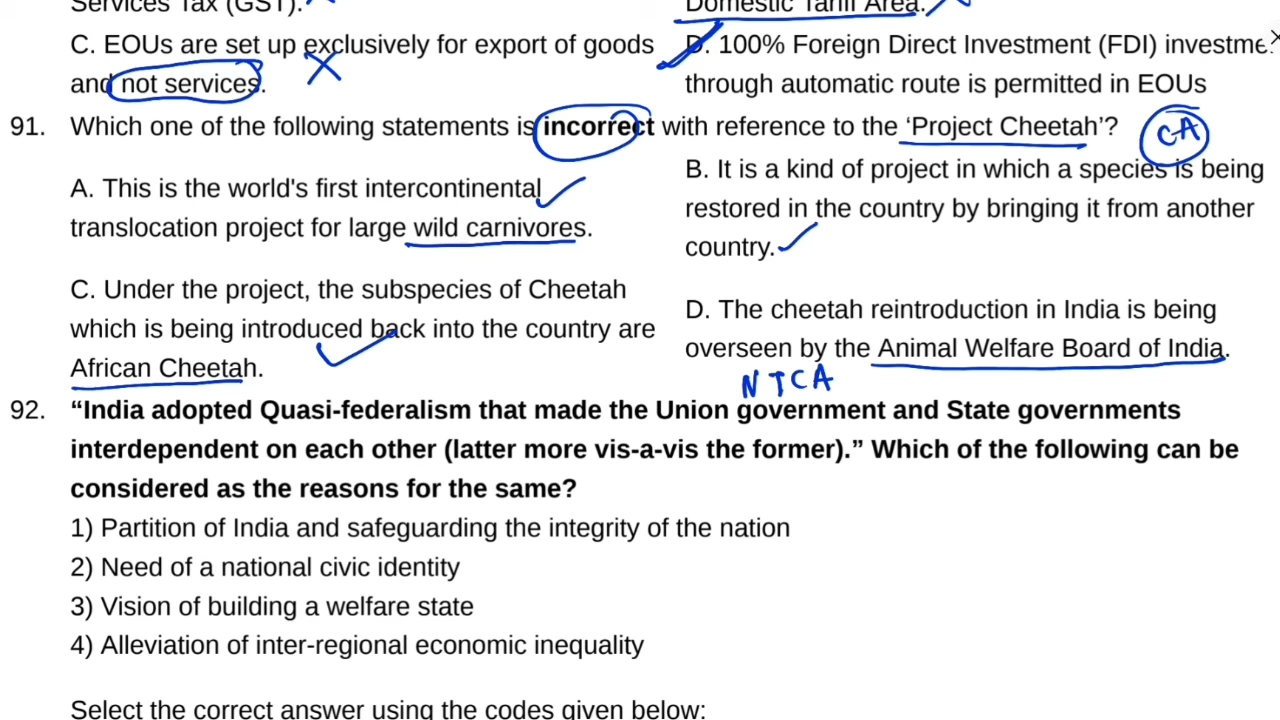 Services Tax (GST).
Domestic Tariff Area.
C. EOUs are set up exclusively for export of goods
and not services.
D. 100% Foreign Direct Investment (FDI) investme
through automatic route is permitted in EOUs
91. Which one of the following statements is incorrect with reference to the ‘Project Cheetah’?
CA
A. This is the world's first intercontinental
translocation project for large wild carnivores.
B. It is a kind of project in which a species is being
restored in the country by bringing it from another
country.
C. Under the project, the subspecies of Cheetah
which is being introduced back into the country are
African Cheetah.
D. The cheetah reintroduction in India is being
overseen by the Animal Welfare Board of India.
NTCA
92. “India adopted Quasi-federalism that made the Union government and State governments
interdependent on each other (latter more vis-a-vis the former).” Which of the following can be
considered as the reasons for the same?
1) Partition of India and safeguarding the integrity of the nation
2) Need of a national civic identity
3) Vision of building a welfare state
4) Alleviation of inter-regional economic inequality
Select the correct answer using the codes given below: